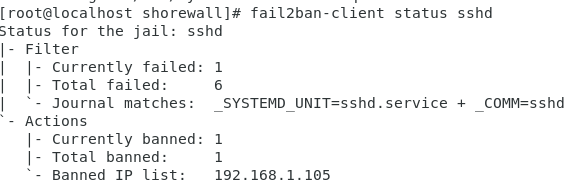 [root@localhost shorewall]# fail2ban-client status sshd
Status for the jail: sshd
|- Filter
|  |- Currently failed: 1
|  |- Total failed:     6
|  `- Journal matches:  _SYSTEMD_UNIT=sshd.service + _COMM=sshd
`- Actions
   |- Currently banned: 1
   |- Total banned:     1
   `- Banned IP list:   192.168.1.105